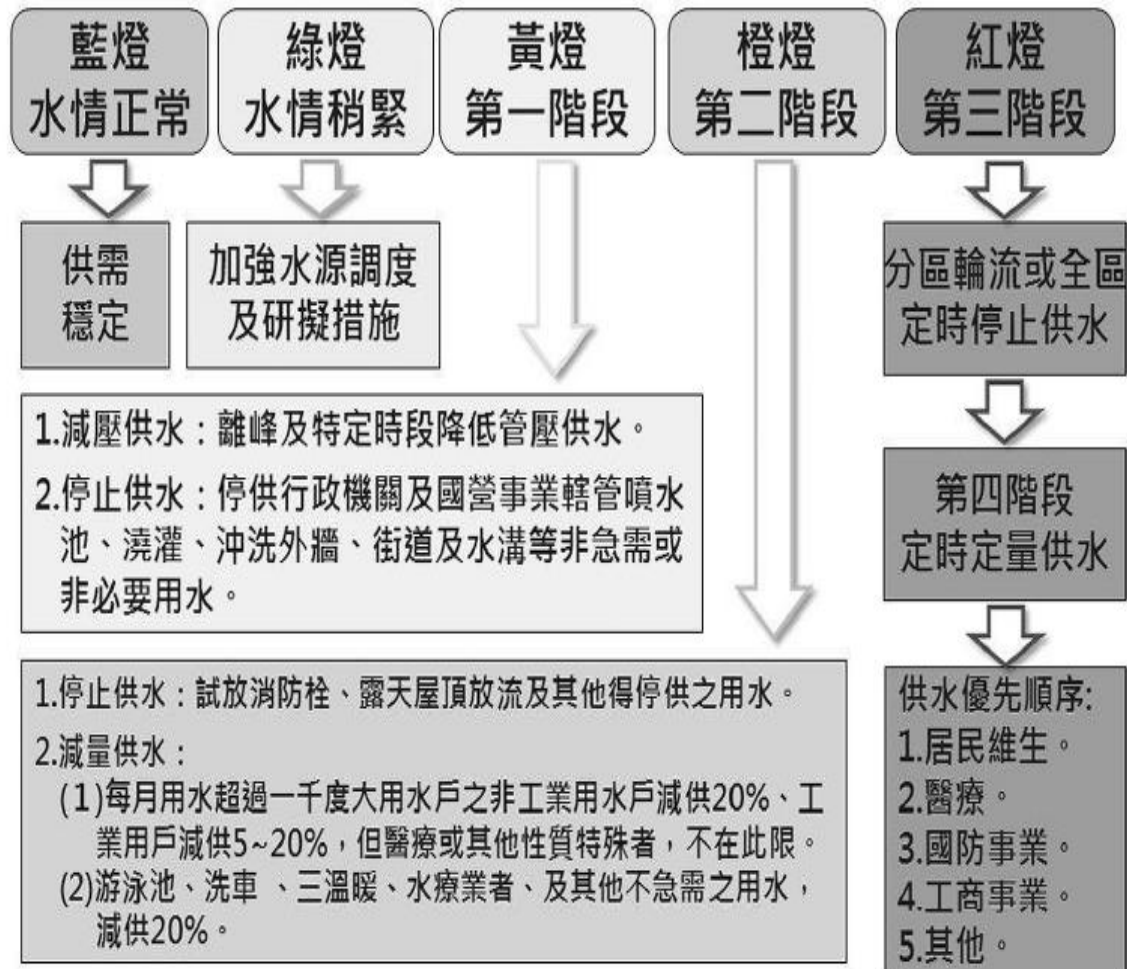 藍燈
水情正常
綠燈
水情稍緊
黃燈
第一階段
橙燈
第二階段
紅燈
第三階段
供需
穩定
加強水源調度
及研擬措施
分區輪流或全區
定時停止供水
1.減壓供水：離峰及特定時段降低管壓供水。
2.停止供水：停供行政機關及國營事業轄管噴水
池、澆灌、沖洗外牆、街道及水溝等非急需或
非必要用水。
第四階段
定時定量供水
1.停止供水：試放消防栓、露天屋頂放流及其他得停供之用水。
2.減量供水：
(1)每月用水超過一千度大用水戶之非工業用水戶減供20%、工
業用戶減供5~20%，但醫療或其他性質特殊者，不在此限。
(2)游泳池、洗車 、三溫暖、水療業者、及其他不急需之用水，
減供20%。
供水優先順序:
1.居民維生。
2.醫療。
3.國防事業。
4.工商事業。
5.其他。